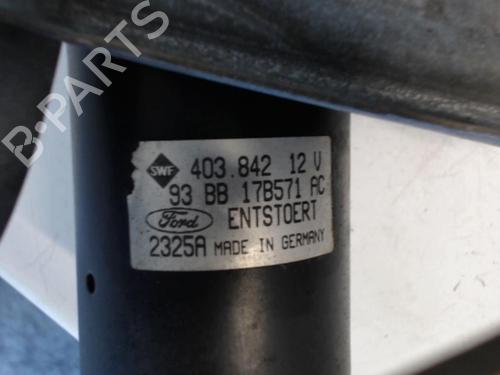 B-PARTS
SWF 403.842 12 V
93 BB 17B571 AC
Ford ENTSTOERT
2325A MADE IN GERMANY